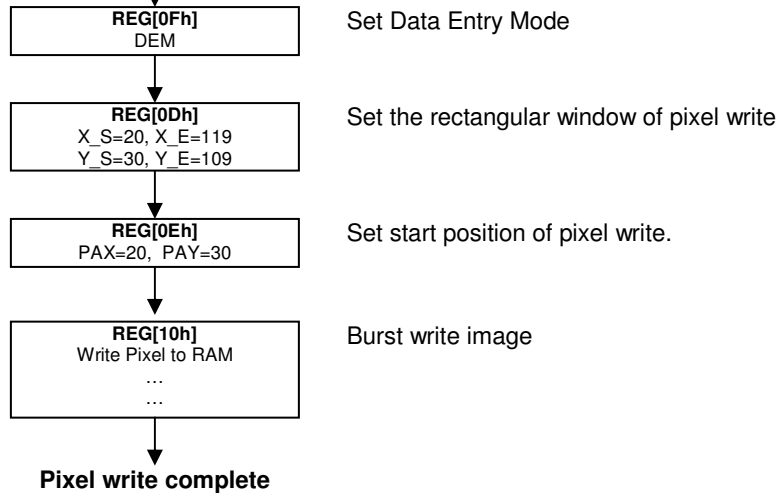 REG[0Fh]
DEM
Set Data Entry Mode
REG[0Dh]
X_S=20, X_E=119
Y_S=30, Y_E=109
Set the rectangular window of pixel write
REG[0Eh]
PAX=20, PAY=30
Set start position of pixel write.
REG[10h]
Write Pixel to RAM
…
…
Burst write image
Pixel write complete